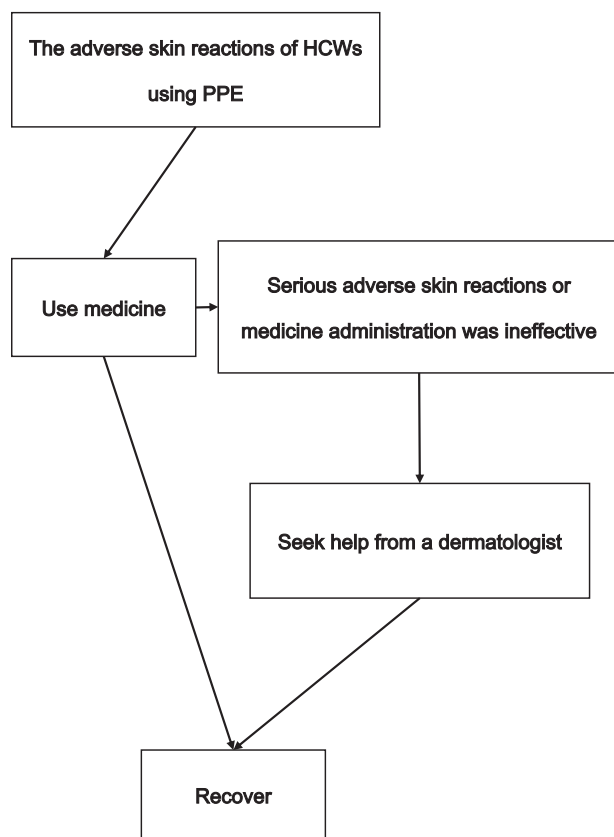 The adverse skin reactions of HCWs
using PPE
Use medicine
Serious adverse skin reactions or
medicine administration was ineffective
Seek help from a dermatologist
Recover